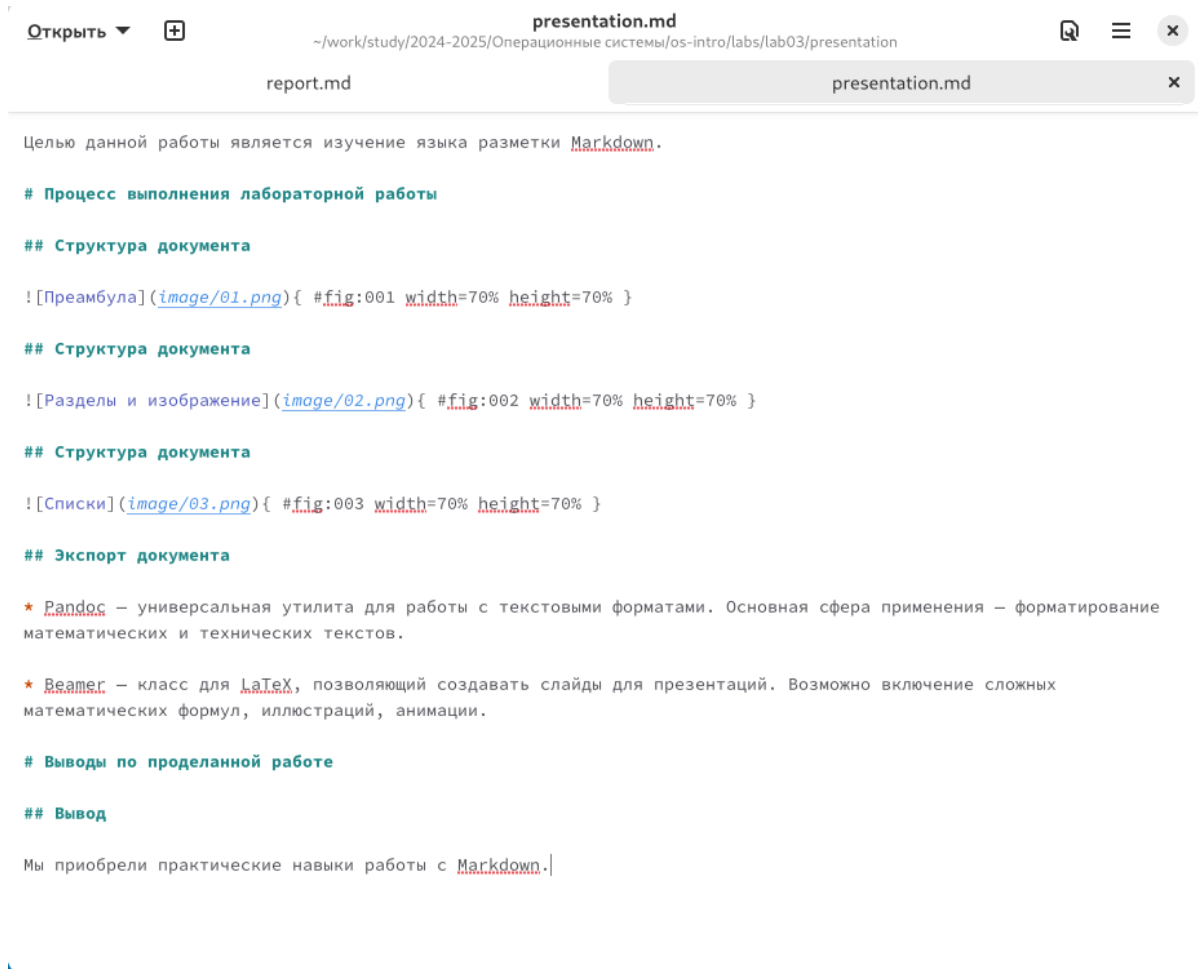 Открыть
presentation.md
~/work/study/2024-2025/Операционные системы/os-intro/labs/lab03/presentation
report.md
presentation.md
Целью данной работы является изучение языка разметки Markdown.
# Процесс выполнения лабораторной работы
## Структура документа
![Преамбула](image/01.png){ #fig:001 width=70% height=70% }
## Структура документа
![Разделы и изображение](image/02.png){ #fig:002 width=70% height=70% }
## Структура документа
![Списки](image/03.png){ #fig:003 width=70% height=70% }
## Экспорт документа
* Pandoc — универсальная утилита для работы с текстовыми форматами. Основная сфера применения — форматирование
математических и технических текстов.
* Beamer — класс для LaTeX, позволяющий создавать слайды для презентаций. Возможно включение сложных
математических формул, иллюстраций, анимации.
# Выводы по проделанной работе
## Вывод
Мы приобрели практические навыки работы с Markdown.